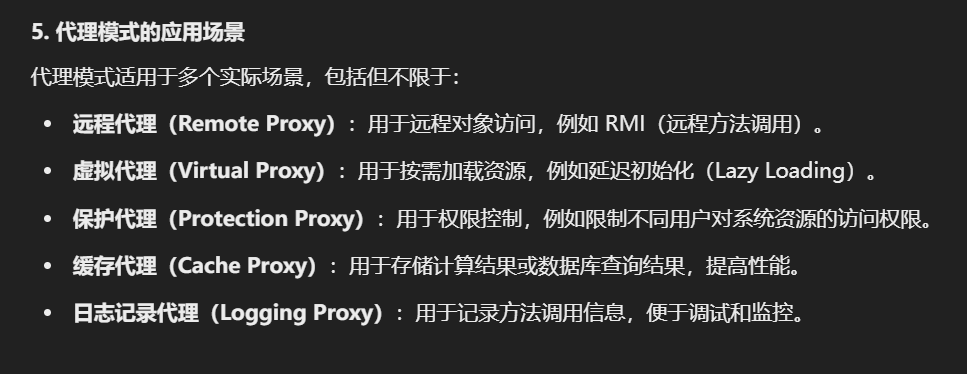 5. 代理模式的应用场景
代理模式适用于多个实际场景，包括但不限于：
• 远程代理（Remote Proxy）：用于远程对象访问，例如 RMI（远程方法调用）。
• 虚拟代理（Virtual Proxy）：用于按需加载资源，例如延迟初始化（Lazy Loading）。
• 保护代理（Protection Proxy）：用于权限控制，例如限制不同用户对系统资源的访问权限。
• 缓存代理（Cache Proxy）：用于存储计算结果或数据库查询结果，提高性能。
• 日志记录代理（Logging Proxy）：用于记录方法调用信息，便于调试和监控。